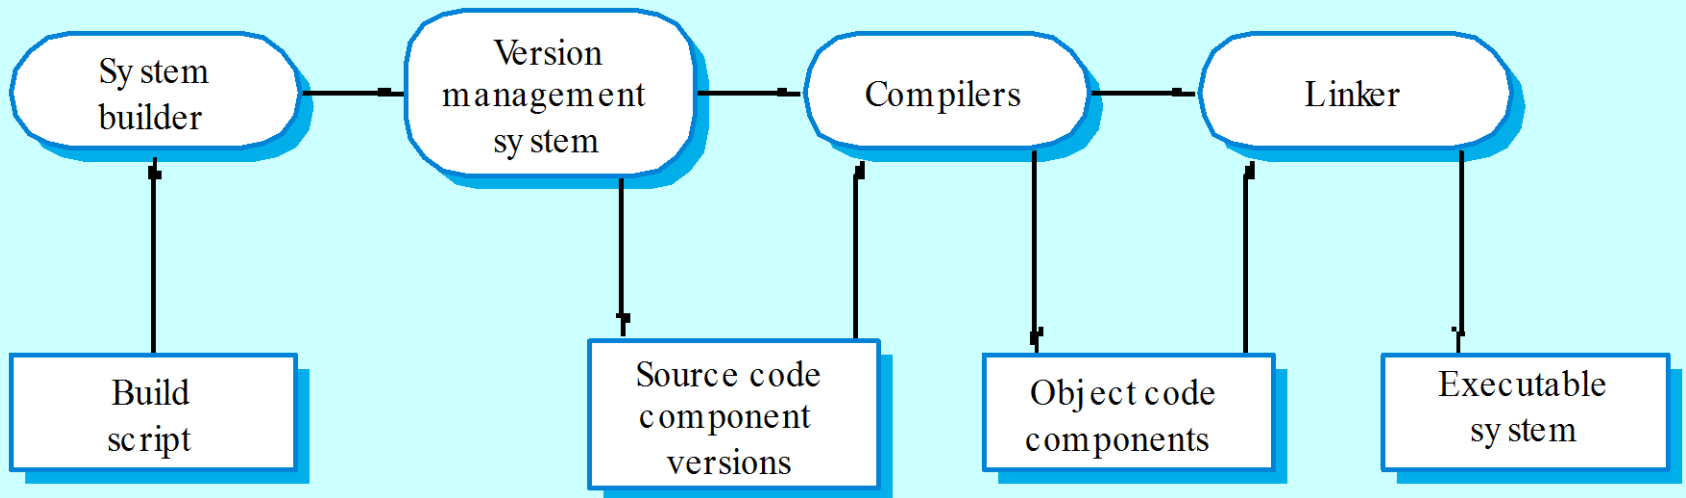 System
builder
Version
management
system
Compilers
Linker
Build
script
Source code
component
versions
Object code
components
Executable
system